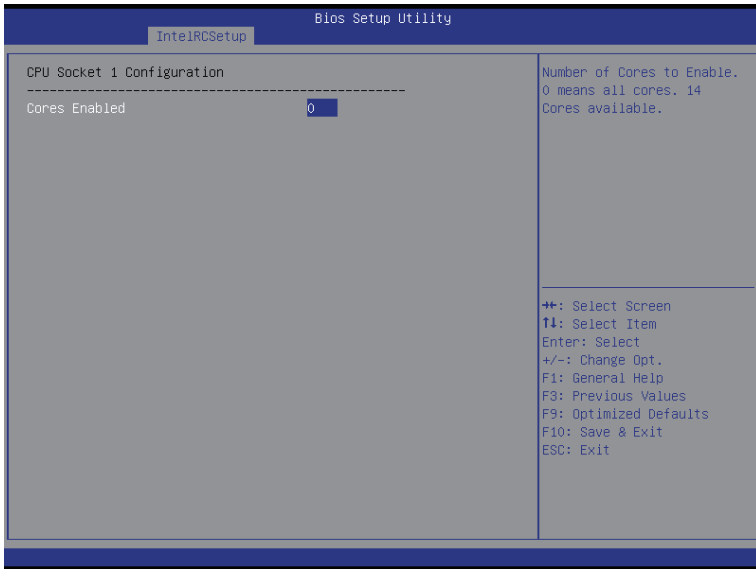 Bios Setup Utility
IntelRCSetup
CPU Socket 1 Configuration
--------------------------------------------------
Cores Enabled 0
Number of Cores to Enable.
0 means all cores. 14
Cores available.
→←: Select Screen
↑↓: Select Item
Enter: Select
+/-: Change Opt.
F1: General Help
F3: Previous Values
F9: Optimized Defaults
F10: Save & Exit
ESC: Exit